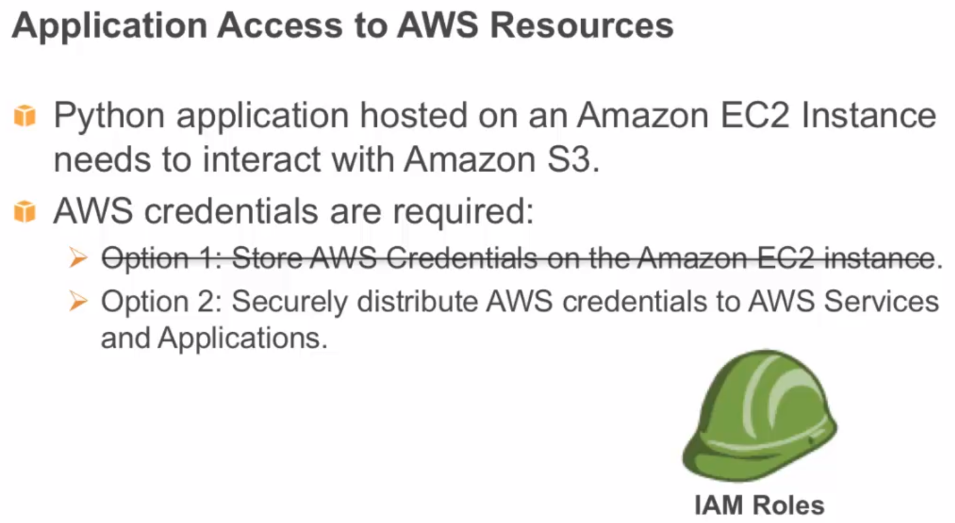 Application Access to AWS Resources
Python application hosted on an Amazon EC2 Instance
needs to interact with Amazon S3.
AWS credentials are required:
Option 1: Store AWS Credentials on the Amazon EC2 instance.
Option 2: Securely distribute AWS credentials to AWS Services
and Applications.
IAM Roles